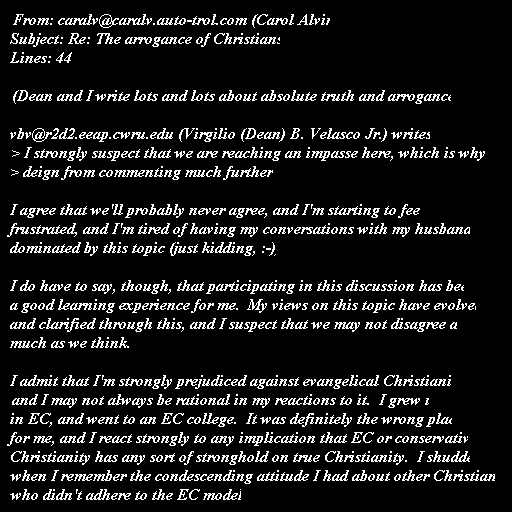 From: caralv@caralv.auto-trol.com (Carol Alvin
Subject: Re: The arrogance of Christians
Lines: 44
(Dean and I write lots and lots about absolute truth and arrogance
vbv@r2d2.eeap.cwru.edu (Virgilio (Dean) B. Velasco Jr.) writes
> I strongly suspect that we are reaching an impasse here, which is why
> deign from commenting much further
I agree that we'll probably never agree, and I'm starting to fee
frustrated, and I'm tired of having my conversations with my husband
dominated by this topic (just kidding, :-)
I do have to say, though, that participating in this discussion has bee
a good learning experience for me. My views on this topic have evolve
and clarified through this, and I suspect that we may not disagree a
much as we think.
I admit that I'm strongly prejudiced against evangelical Christiani
and I may not always be rational in my reactions to it. I grew
in EC, and went to an EC college. It was definitely the wrong plac
for me, and I react strongly to any implication that EC or conservativ
Christianity has any sort of stronghold on true Christianity. I shudde
when I remember the condescending attitude I had about other Christian
who didn't adhere to the EC model